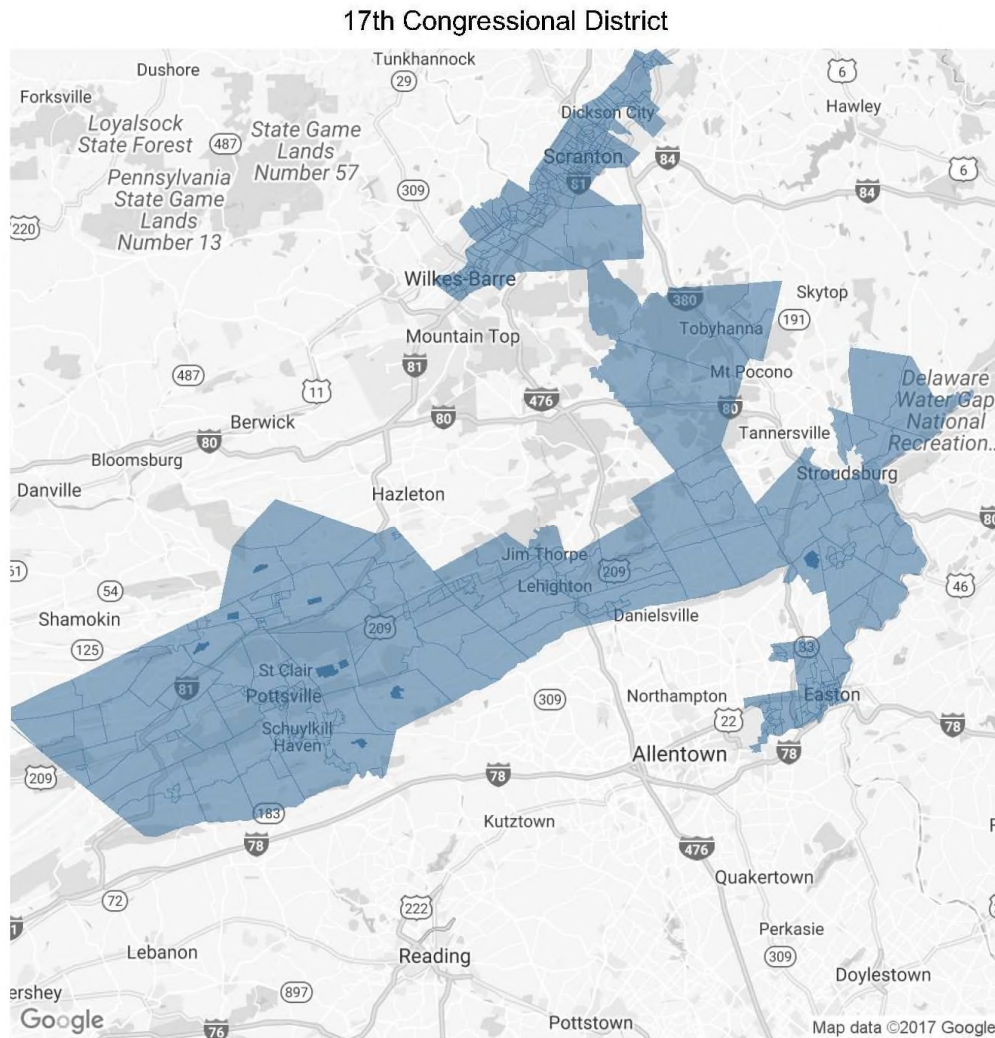 17th Congressional District
Tunkhannock
Dushore
29
6
Forksville
Dickson City
Hawley
Loyalsock
State Forest
487
State Game
Lands
Number 57
Scranton
84
6
Pennsylvania
State Game
Lands
Number 13
309
81
84
220
Wilkes-Barre
380
Skytop
Tobyhanna
191
Mountain Top
81
487
11
476
Mt Pocono
Delaware
Water Gap
National
Recreation...
80
Berwick
80
80
Tannersville
Bloomsburg
Stroudsburg
Danville
Hazleton
80
Jim Thorpe
54
Lehighton
209
46
Shamokin
209
Danielsville
125
33
St Clair
81
Pottsville
309
Northampton
Easton
22
Schuylkill
Haven
78
Allentown
78
209
78
183
78
Kutztown
476
Quakertown
72
222
Perkasie
Lebanon
Reading
309
Doylestown
ershey
897
Google
76
Pottstown
Map data ©2017 Google